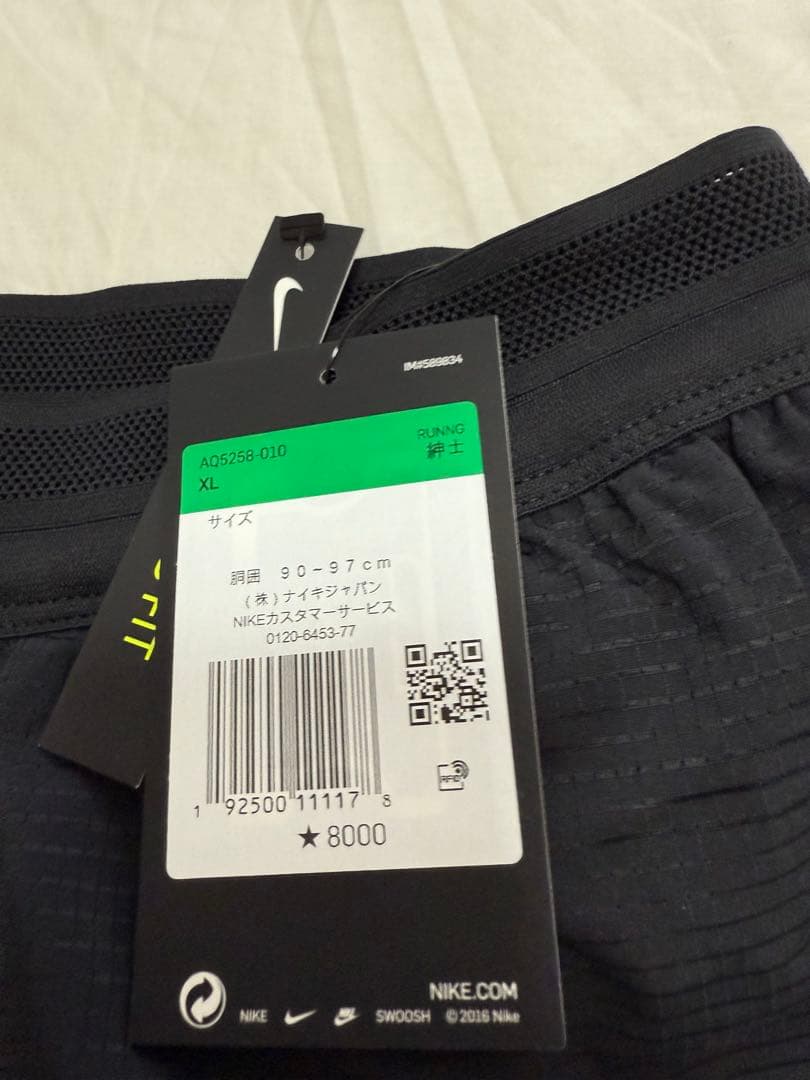 IM#589834
AQ5258-010
RUNNG
XL
紳士
サイズ
胴囲 90~97cm
(株)ナイキジャパン
NIKEカスタマーサービス
0120-6453-77
RFID
1 92500 11117 8
★8000
FIT
NIKE.COM
NIKE SWOOSH ©2016 Nike